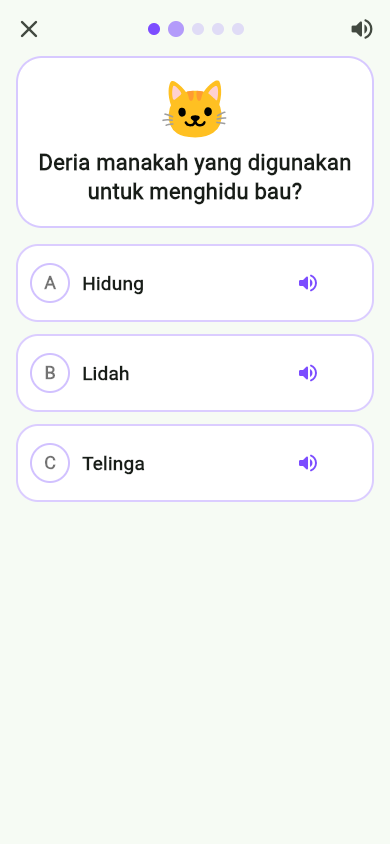 Deria manakah yang digunakan
untuk menghidu bau?
A Hidung
B Lidah
C Telinga